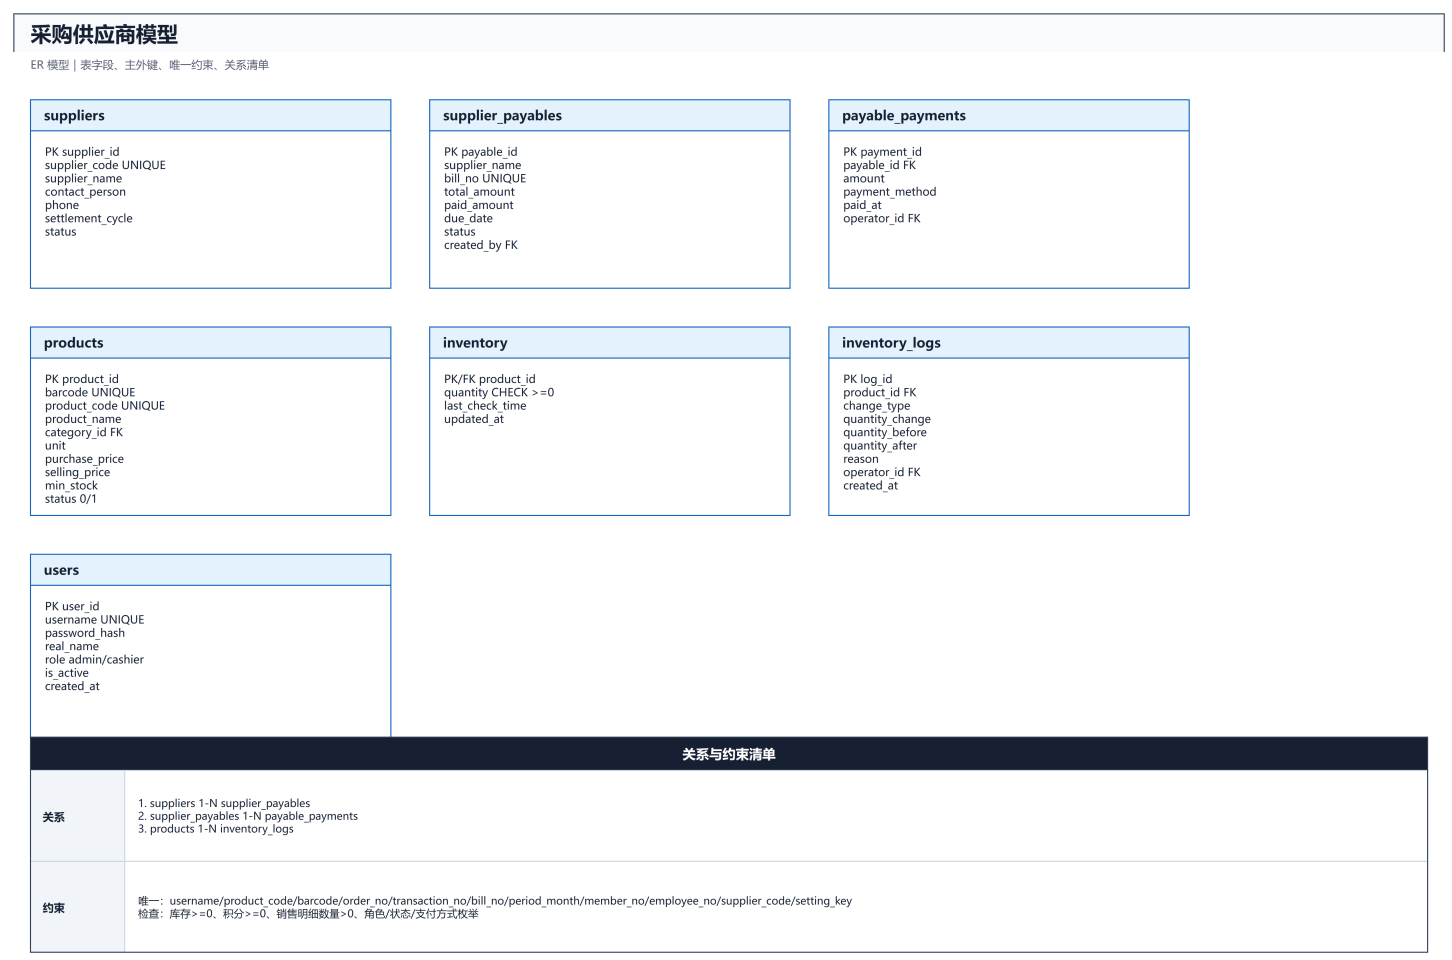 采购供应商模型
ER 模型 | 表字段、主外键、唯一约束、关系清单
suppliers
PK supplier_id
supplier_code UNIQUE
supplier_name
contact_person
phone
settlement_cycle
status
supplier_payables
PK payable_id
supplier_name
bill_no UNIQUE
total_amount
paid_amount
due_date
status
created_by FK
payable_payments
PK payment_id
payable_id FK
amount
payment_method
paid_at
operator_id FK
products
PK product_id
barcode UNIQUE
product_code UNIQUE
product_name
category_id FK
unit
purchase_price
selling_price
min_stock
status 0/1
inventory
PK/FK product_id
quantity CHECK >=0
last_check_time
updated_at
inventory_logs
PK log_id
product_id FK
change_type
quantity_change
quantity_before
quantity_after
reason
operator_id FK
created_at
users
PK user_id
username UNIQUE
password_hash
real_name
role admin/cashier
is_active
created_at
关系与约束清单
关系
1. suppliers 1-N supplier_payables
2. supplier_payables 1-N payable_payments
3. products 1-N inventory_logs
约束
唯一：username/product_code/barcode/order_no/transaction_no/bill_no/period_month/member_no/employee_no/supplier_code/setting_key
检查：库存>=0、积分>=0、销售明细数量>0、角色/状态/支付方式枚举